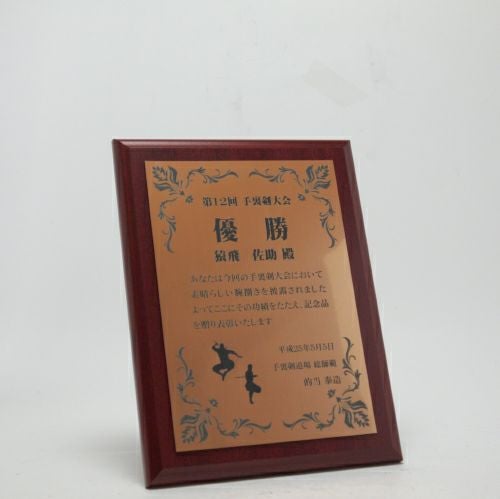 第12回 手裏剣大会
優勝
猿飛 佐助 殿
あなたは今回の手裏剣大会において
素晴らしい腕捌きを披露されました
よってここにその功績をたたえ、記念品
を贈り表彰いたします
平成25年5月5日
手裏剣道場 総師範
的当 泰造